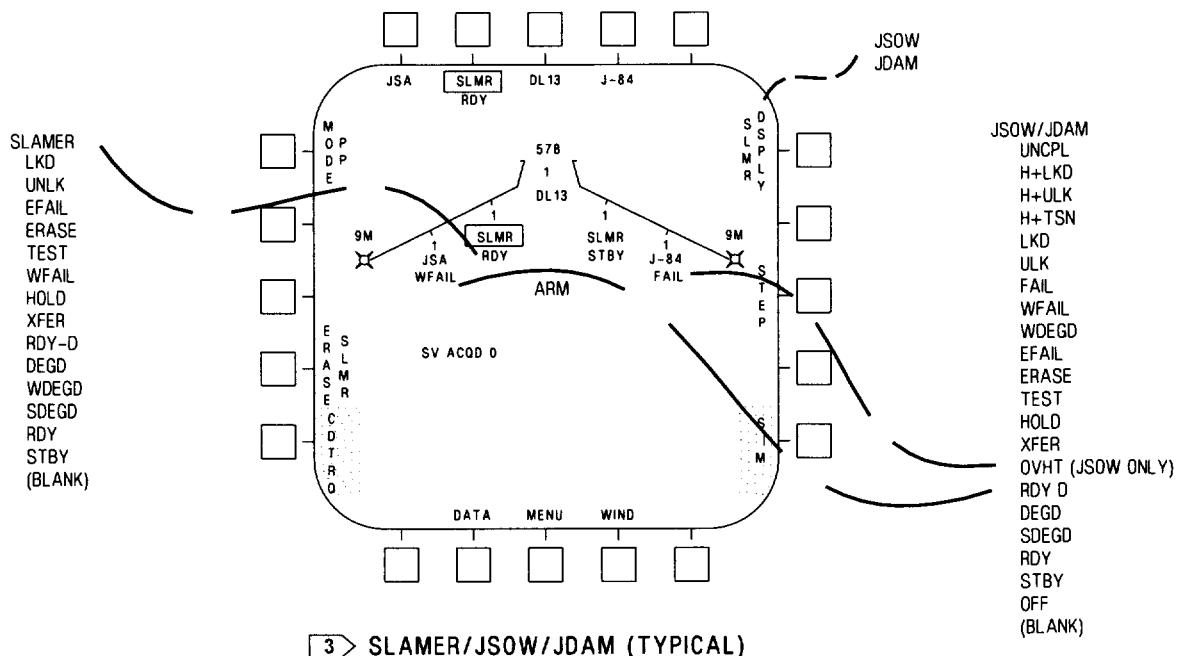 JSOW
JDAM
JSA SLMR DL13 J-84
RDY
MODE
PP
DSPLY
SLMR
SLAMER
LKD
UNLK
EFAIL
ERASE
TEST
WFAIL
HOLD
XFER
RDY-D
DEGD
WDEGD
SDEGD
RDY
STBY
(BLANK)
578
1
DL13
1 1
9M SLMR SLMR 9M
RDY STBY
1 1
JSA J-84
WFAIL FAIL
ARM
STEP
SV ACQD 0
ERASE
SLMR
CDTRQ
SIM
DATA MENU WIND
JSOW/JDAM
UNCPL
H+LKD
H+ULK
H+TSN
LKD
ULK
FAIL
WFAIL
WDEGD
EFAIL
ERASE
TEST
HOLD
XFER
OVHT (JSOW ONLY)
RDY D
DEGD
SDEGD
RDY
STBY
OFF
(BLANK)
3 SLAMER/JSOW/JDAM (TYPICAL)